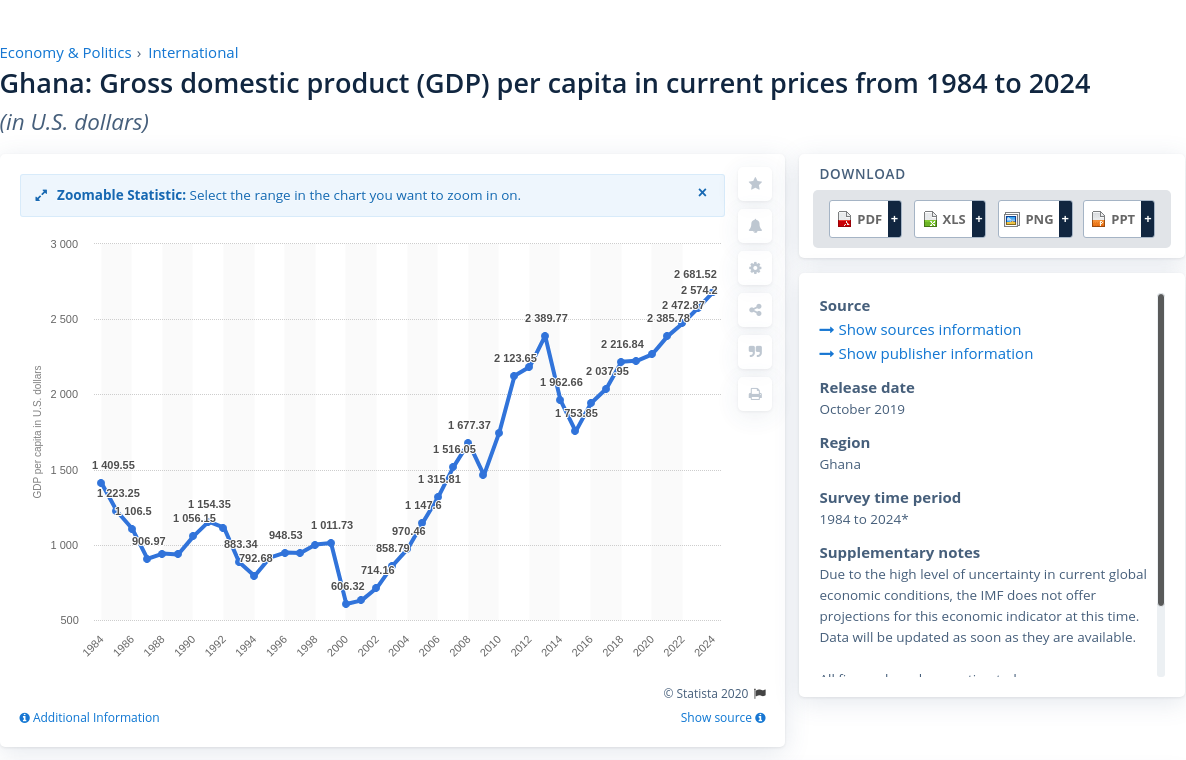 Economy & Politics › International
Ghana: Gross domestic product (GDP) per capita in current prices from 1984 to 2024
(in U.S. dollars)
Zoomable Statistic: Select the range in the chart you want to zoom in on.
×
GDP per capita in U.S. dollars
3 000
2 500
2 000
1 500
1 000
500
1 409.55
1 223.25
1 106.5
906.97
1 056.15
1 154.35
883.34
792.68
948.53
1 011.73
606.32
714.16
858.79
970.46
1 147.6
1 315.81
1 516.05
1 677.37
2 123.65
2 389.77
1 962.66
1 753.85
2 037.95
2 216.84
2 385.78
2 472.87
2 574.2
2 681.52
1984
1986
1988
1990
1992
1994
1996
1998
2000
2002
2004
2006
2008
2010
2012
2014
2016
2018
2020
2022
2024
© Statista 2020
Additional Information
Show source
DOWNLOAD
PDF + XLS + PNG + PPT +
Source
Show sources information
Show publisher information
Release date
October 2019
Region
Ghana
Survey time period
1984 to 2024*
Supplementary notes
Due to the high level of uncertainty in current global
economic conditions, the IMF does not offer
projections for this economic indicator at this time.
Data will be updated as soon as they are available.